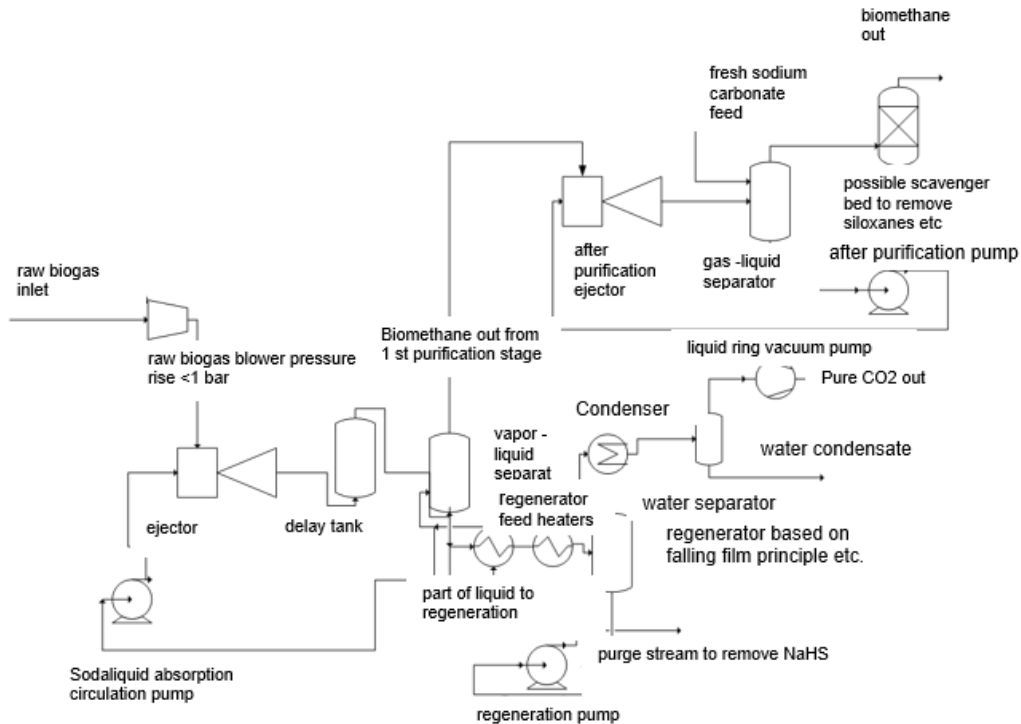 biomethane
out
fresh sodium
carbonate
feed
possible scavenger
bed to remove
siloxanes etc
after
purification
ejector
gas -liquid
separator
after purification pump
raw biogas
inlet
raw biogas blower pressure
rise <1 bar
Biomethane out from
1 st purification stage
liquid ring vacuum pump
Pure CO2 out
Condenser
vapor -
liquid
separat
water condensate
regenerator
feed heaters
water separator
ejector
delay tank
regenerator based on
falling film principle etc.
part of liquid to
regeneration
purge stream to remove NaHS
Sodaliquid absorption
circulation pump
regeneration pump